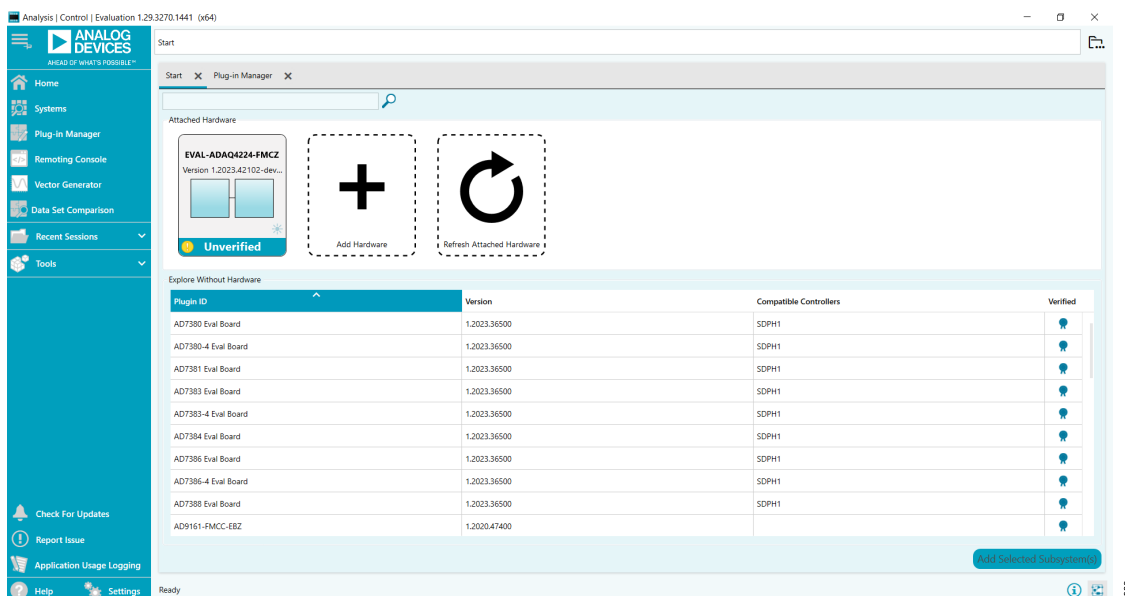 Analysis | Control | Evaluation 1.29.3270.1441 (x64)
ANALOG
DEVICES
AHEAD OF WHAT'S POSSIBLE™
Start
Home
Systems
Plug-in Manager
Remoting Console
Vector Generator
Data Set Comparison
Recent Sessions
Tools
Check For Updates
Report Issue
Application Usage Logging
Help Settings
Start Plug-in Manager
Attached Hardware
EVAL-ADAQ4224-FMCZ
Version 1.2023.42102-dev...
Unverified
Add Hardware
Refresh Attached Hardware
Explore Without Hardware
Plugin ID Version Compatible Controllers Verified
AD7380 Eval Board 1.2023.36500 SDPH1
AD7380-4 Eval Board 1.2023.36500 SDPH1
AD7381 Eval Board 1.2023.36500 SDPH1
AD7383 Eval Board 1.2023.36500 SDPH1
AD7383-4 Eval Board 1.2023.36500 SDPH1
AD7384 Eval Board 1.2023.36500 SDPH1
AD7386 Eval Board 1.2023.36500 SDPH1
AD7386-4 Eval Board 1.2023.36500 SDPH1
AD7388 Eval Board 1.2023.36500 SDPH1
AD9161-FMCC-EBZ 1.2020.47400
Add Selected Subsystem(s)
Ready